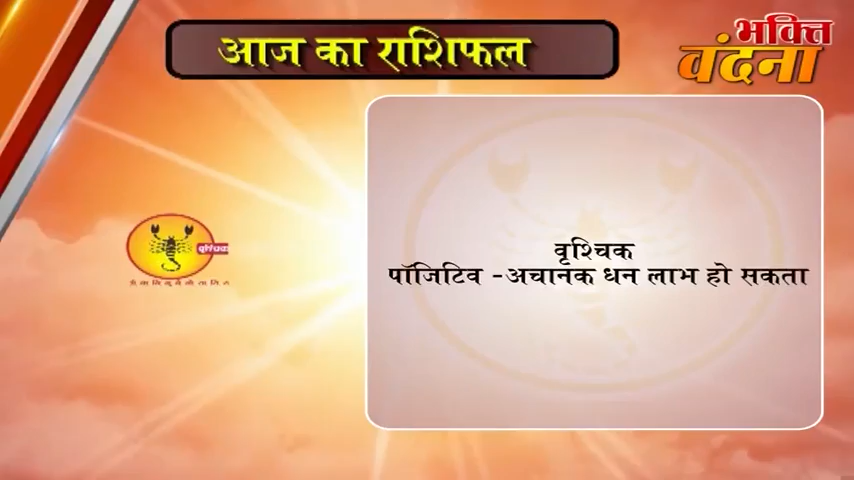 आज का राशिफल
भक्ति
वंदना
वृश्चिक
वृश्चिक
पॉजिटिव -अचानक धन लाभ हो सकता